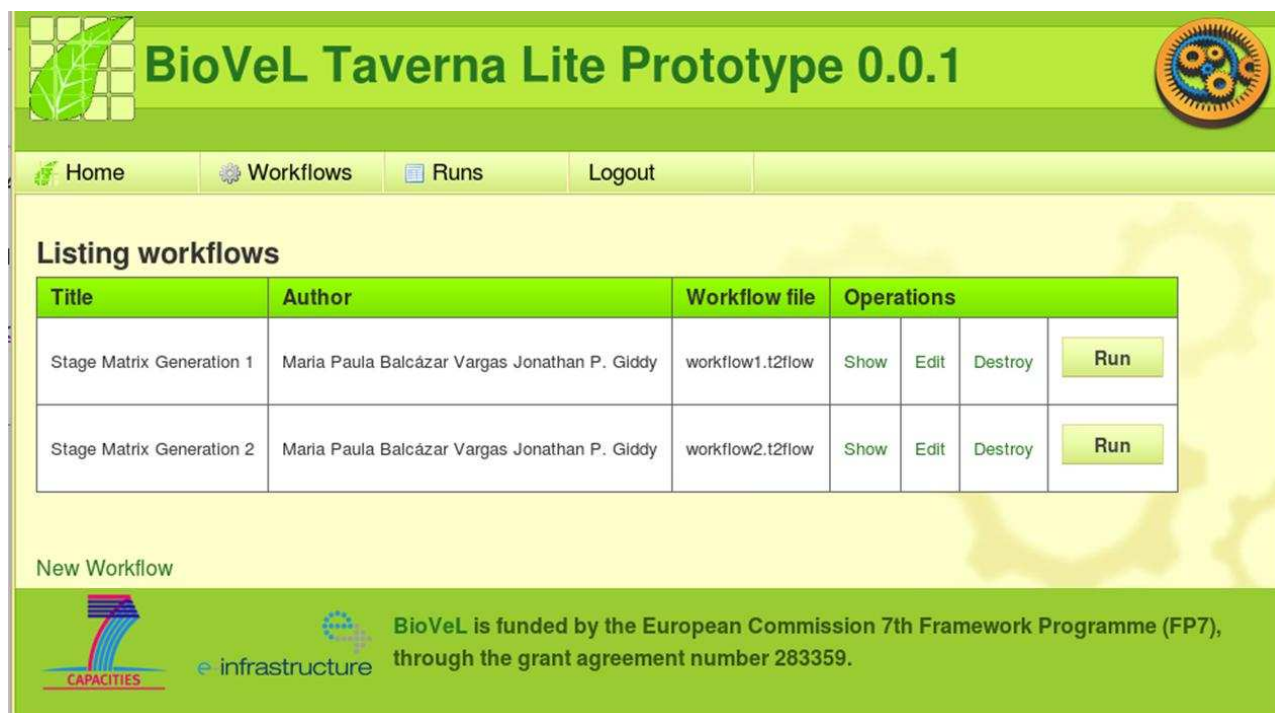 BioVeL Taverna Lite Prototype 0.0.1
Home Workflows Runs Logout
Listing workflows
Title Author Workflow file Operations
Stage Matrix Generation 1 Maria Paula Balcázar Vargas Jonathan P. Giddy workflow1.t2flow Show Edit Destroy Run
Stage Matrix Generation 2 Maria Paula Balcázar Vargas Jonathan P. Giddy workflow2.t2flow Show Edit Destroy Run
New Workflow
BioVeL is funded by the European Commission 7th Framework Programme (FP7),
through the grant agreement number 283359.
7
CAPACITIES
e-infrastructure